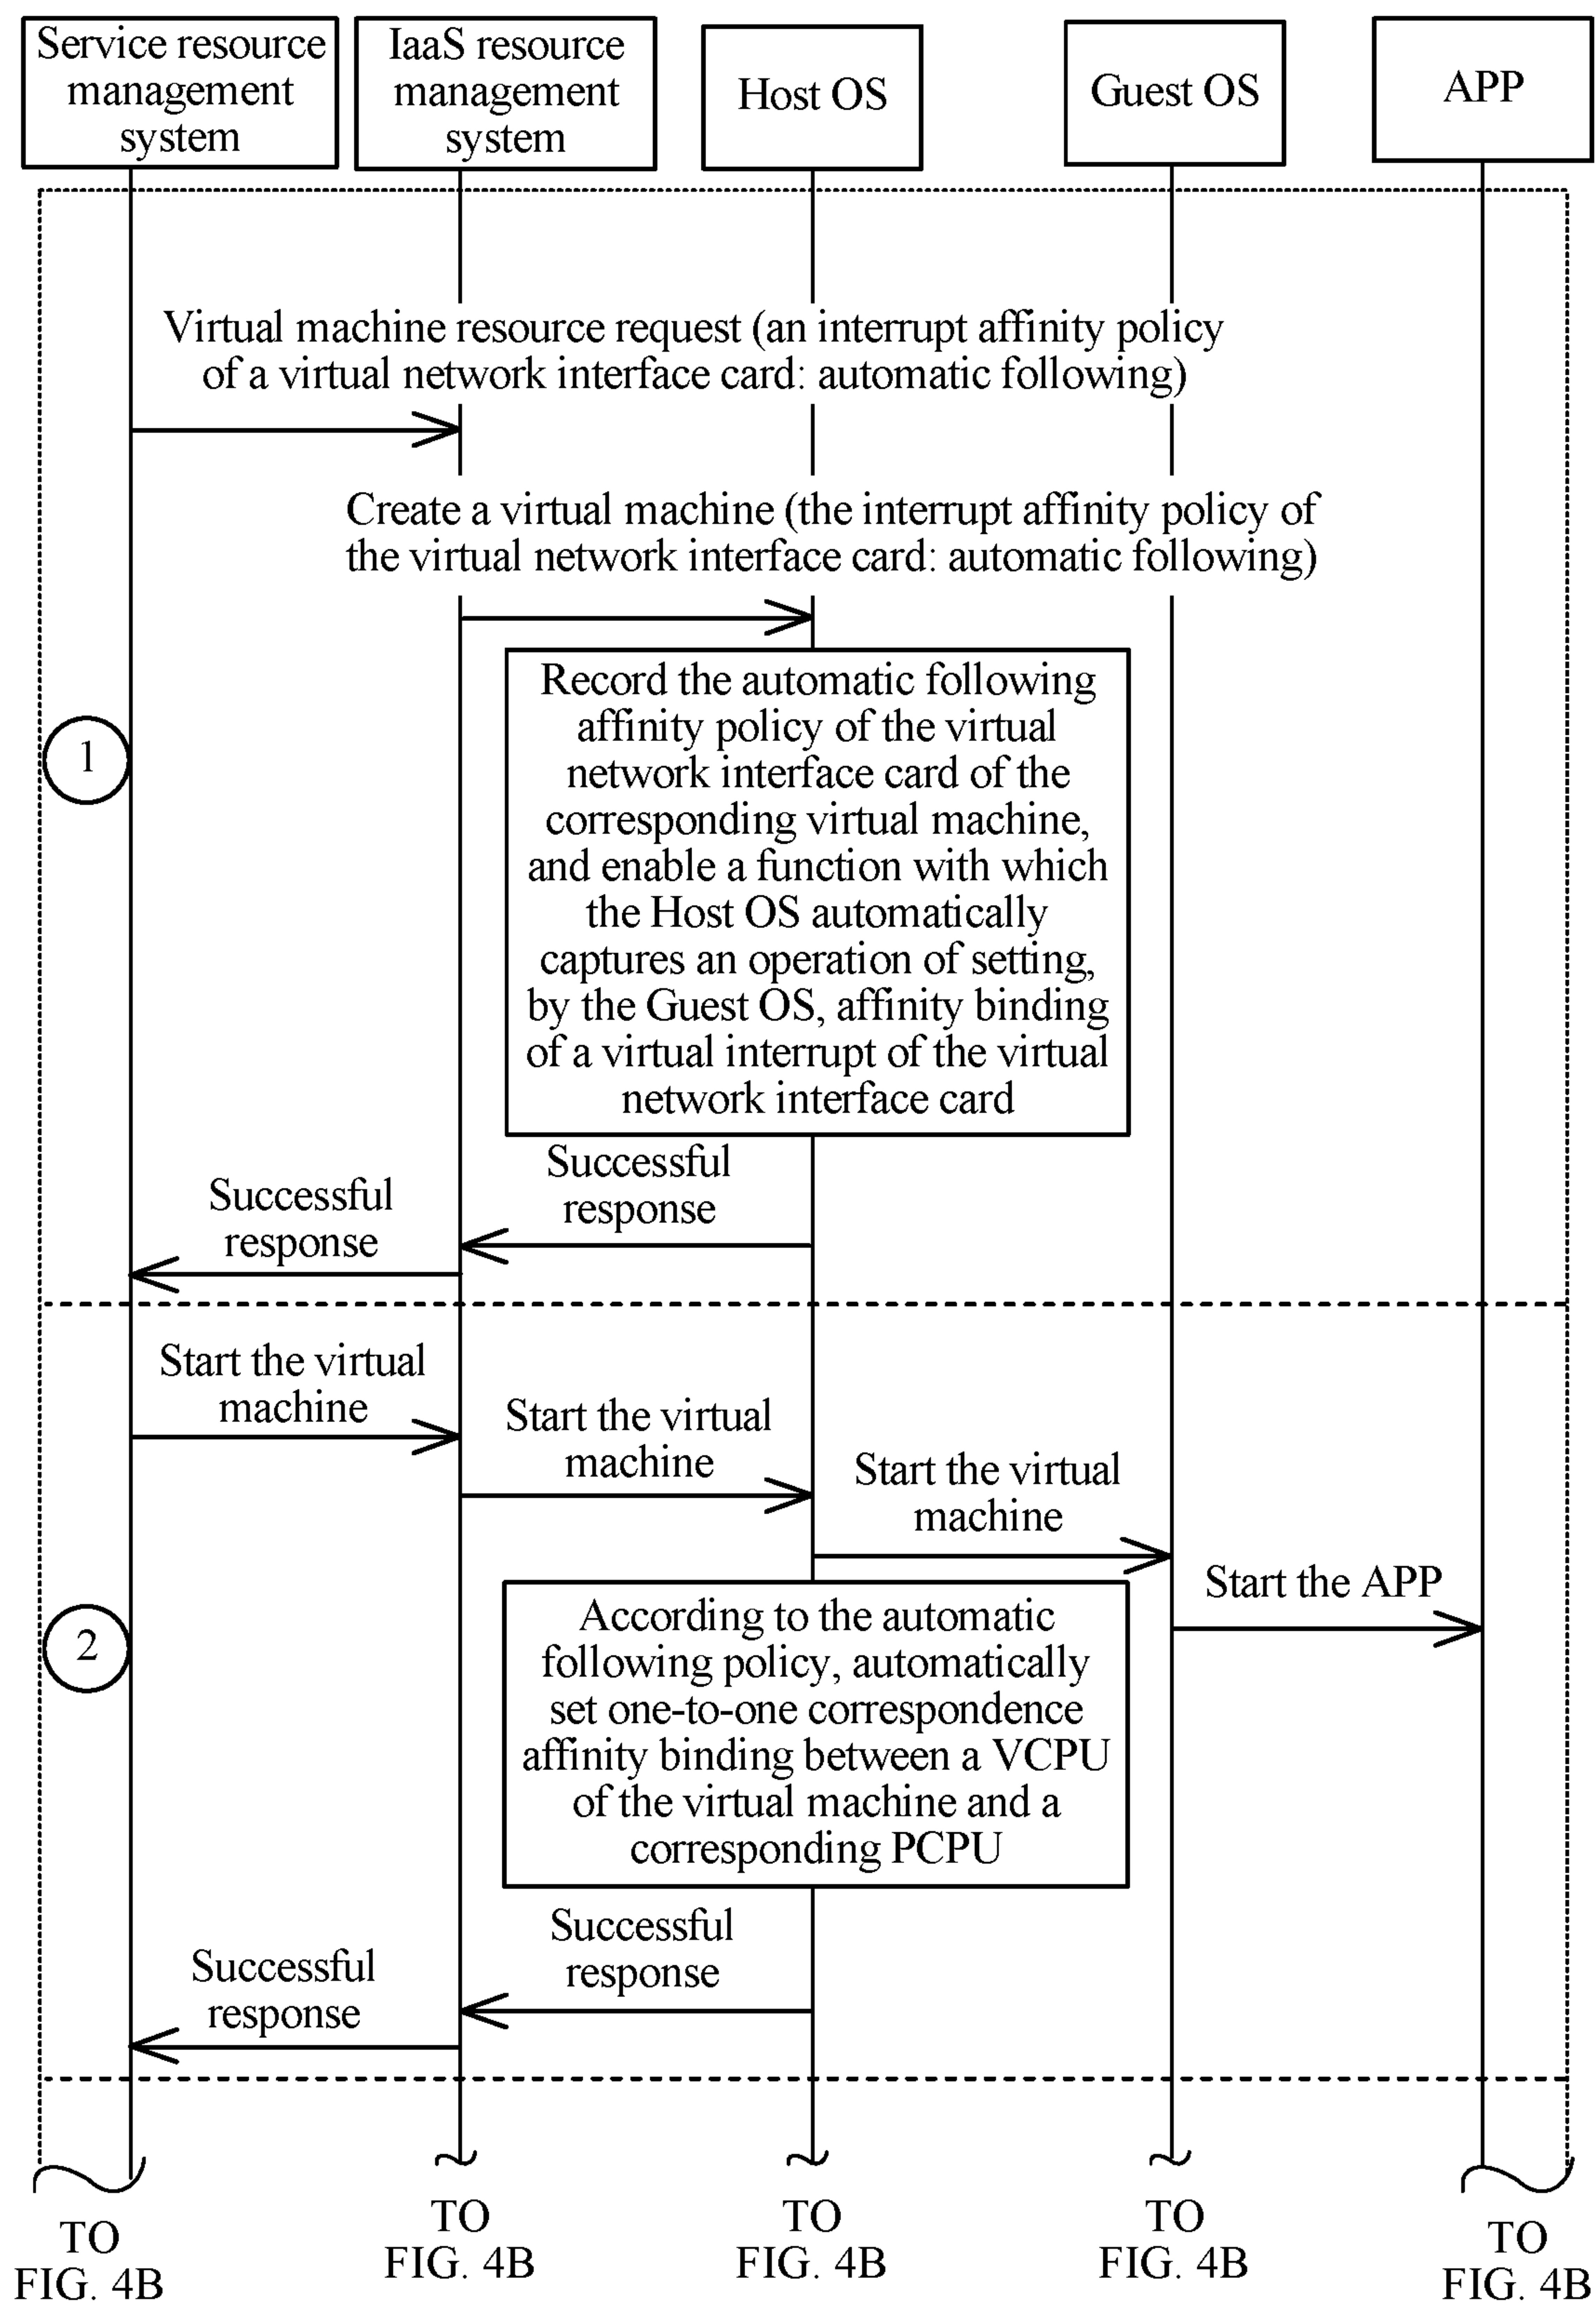 Service resource
management
system
IaaS resource
management
system
Host OS
Guest OS
APP
Virtual machine resource request (an interrupt affinity policy
of a virtual network interface card: automatic following)
Create a virtual machine (the interrupt affinity policy of
the virtual network interface card: automatic following)
1
Record the automatic following
affinity policy of the virtual
network interface card of the
corresponding virtual machine,
and enable a function with which
the Host OS automatically
captures an operation of setting,
by the Guest OS, affinity binding
of a virtual interrupt of the virtual
network interface card
Successful
response
Successful
response
Start the virtual
machine
Start the virtual
machine
Start the virtual
machine
Start the APP
2
According to the automatic
following policy, automatically
set one-to-one correspondence
affinity binding between a VCPU
of the virtual machine and a
corresponding PCPU
Successful
response
Successful
response
TO
FIG. 4B
TO
FIG. 4B
TO
FIG. 4B
TO
FIG. 4B
TO
FIG. 4B